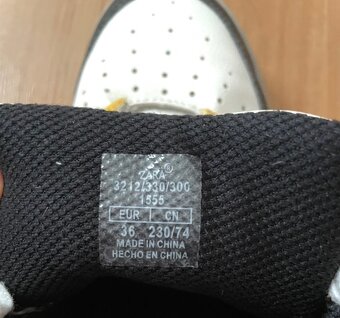 ZARA®
3212/330/300
1555
EUR CN
36 230/74
MADE IN CHINA
HECHO EN CHINA